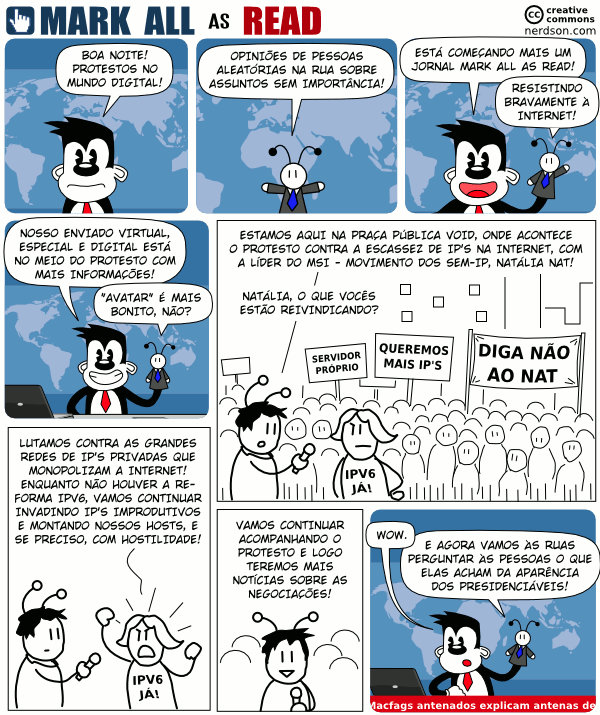 MARK ALL AS READ
creative
commons
nerdson.com
BOA NOITE!
PROTESTOS NO
MUNDO DIGITAL!
OPINIÕES DE PESSOAS
ALEATÓRIAS NA RUA SOBRE
ASSUNTOS SEM IMPORTÂNCIA!
ESTÁ COMEÇANDO MAIS UM
JORNAL MARK ALL AS READ!
RESISTINDO
BRAVAMENTE À
INTERNET!
NOSSO ENVIADO VIRTUAL,
ESPECIAL E DIGITAL ESTÁ
NO MEIO DO PROTESTO COM
MAIS INFORMAÇÕES!
"AVATAR" É MAIS
BONITO, NÃO?
ESTAMOS AQUI NA PRAÇA PÚBLICA VOID, ONDE ACONTECE
O PROTESTO CONTRA A ESCASSEZ DE IP'S NA INTERNET, COM
A LÍDER DO MSI - MOVIMENTO DOS SEM-IP, NATÁLIA NAT!
NATÁLIA, O QUE VOCÊS
ESTÃO REIVINDICANDO?
SERVIDOR
PRÓPRIO
QUEREMOS
MAIS IP'S
DIGA NÃO
AO NAT
IPV6
JÁ!
LUTAMOS CONTRA AS GRANDES
REDES DE IP'S PRIVADAS QUE
MONOPOLIZAM A INTERNET!
ENQUANTO NÃO HOUVER A RE-
FORMA IPV6, VAMOS CONTINUAR
INVADINDO IP'S IMPRODUTIVOS
E MONTANDO NOSSOS HOSTS, E
SE PRECISO, COM HOSTILIDADE!
IPV6
JÁ!
VAMOS CONTINUAR
ACOMPANHANDO O
PROTESTO E LOGO
TEREMOS MAIS
NOTÍCIAS SOBRE AS
NEGOCIAÇÕES!
WOW.
E AGORA VAMOS ÀS RUAS
PERGUNTAR ÀS PESSOAS O QUE
ELAS ACHAM DA APARÊNCIA
DOS PRESIDENCIÁVEIS!
Macfags antenados explicam antenas de